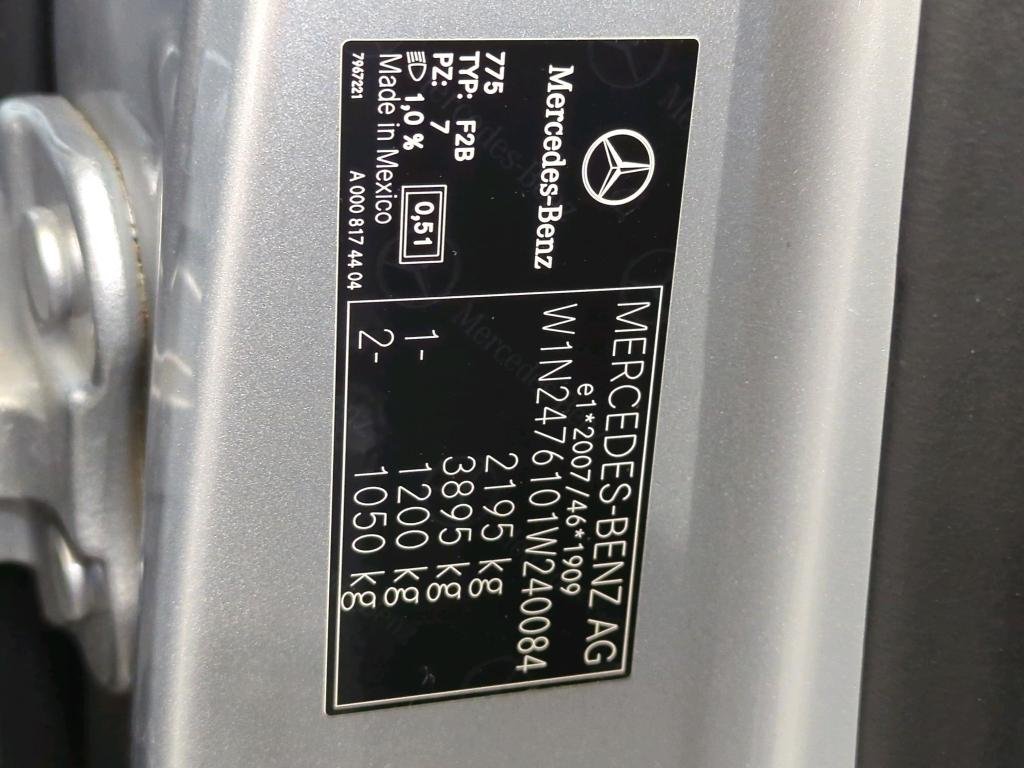 Mercedes-Benz
775
TYP: F2B
PZ: 7
1,0 %
0,51
Made in Mexico
7967221
A 000 817 44 04
MERCEDES-BENZ AG
e1*2007/46*1909
W1N2476101W240084
2195 kg
3895 kg
1- 1200 kg
2- 1050 kg